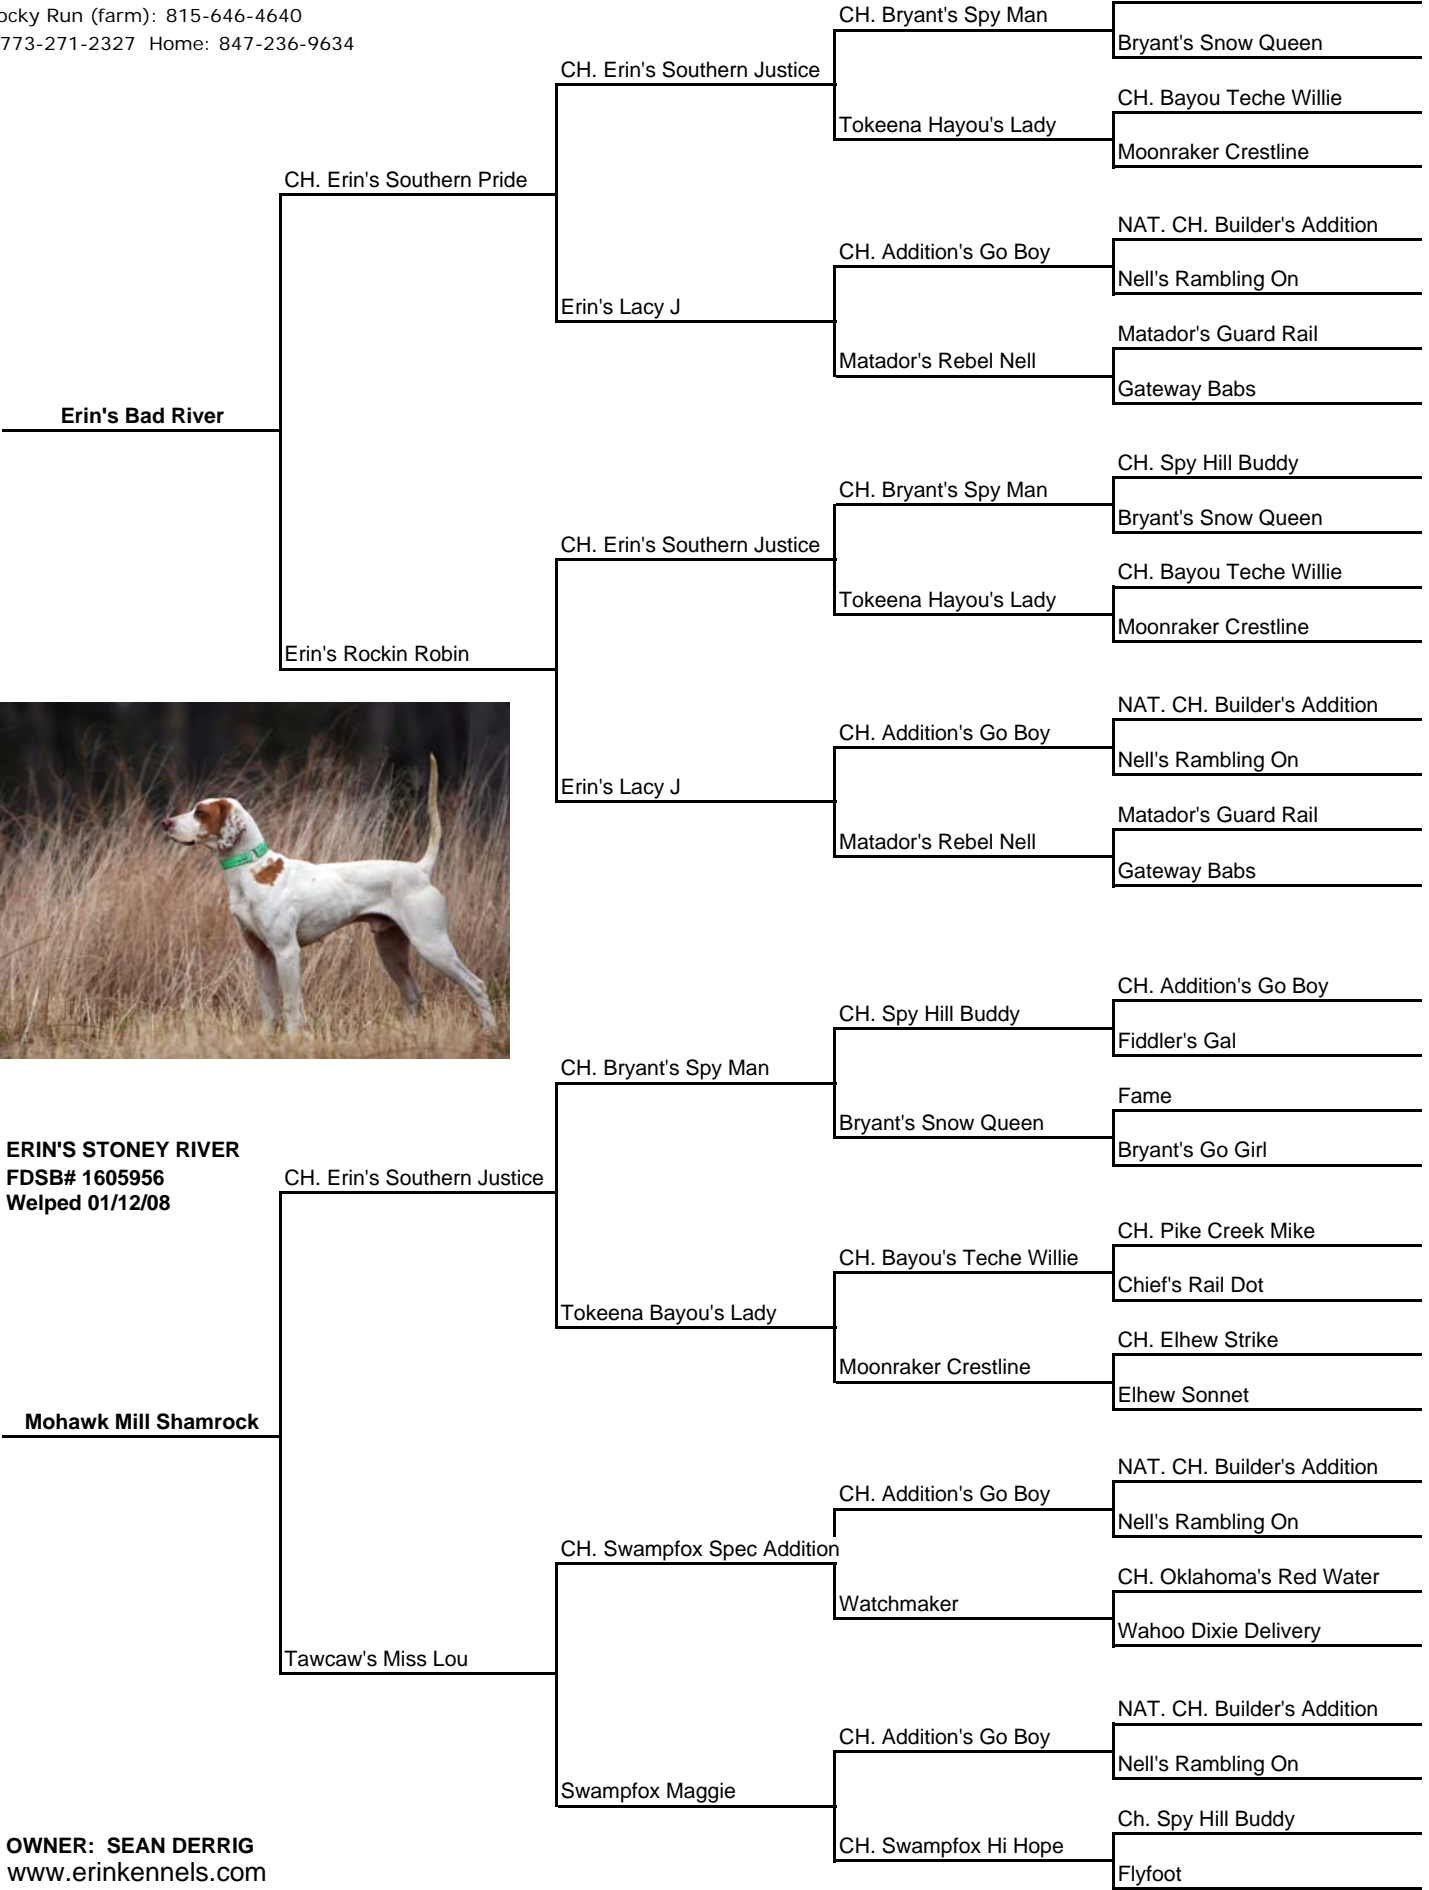 ocky Run (farm): 815-646-4640
773-271-2327 Home: 847-236-9634
CH. Bryant's Spy Man
Bryant's Snow Queen
CH. Erin's Southern Justice
CH. Bayou Teche Willie
Tokeena Hayou's Lady
Moonraker Crestline
CH. Erin's Southern Pride
NAT. CH. Builder's Addition
CH. Addition's Go Boy
Nell's Rambling On
Erin's Lacy J
Matador's Guard Rail
Matador's Rebel Nell
Gateway Babs
Erin's Bad River
CH. Spy Hill Buddy
CH. Bryant's Spy Man
Bryant's Snow Queen
CH. Erin's Southern Justice
CH. Bayou Teche Willie
Tokeena Hayou's Lady
Moonraker Crestline
Erin's Rockin Robin
NAT. CH. Builder's Addition
CH. Addition's Go Boy
Nell's Rambling On
Erin's Lacy J
Matador's Guard Rail
Matador's Rebel Nell
Gateway Babs
CH. Addition's Go Boy
CH. Spy Hill Buddy
Fiddler's Gal
CH. Bryant's Spy Man
Fame
Bryant's Snow Queen
Bryant's Go Girl
ERIN'S STONEY RIVER
FDSB# 1605956
Welped 01/12/08
CH. Erin's Southern Justice
CH. Pike Creek Mike
CH. Bayou's Teche Willie
Chief's Rail Dot
Tokeena Bayou's Lady
CH. Elhew Strike
Moonraker Crestline
Elhew Sonnet
Mohawk Mill Shamrock
NAT. CH. Builder's Addition
CH. Addition's Go Boy
Nell's Rambling On
CH. Swampfox Spec Addition
CH. Oklahoma's Red Water
Watchmaker
Wahoo Dixie Delivery
Tawcaw's Miss Lou
NAT. CH. Builder's Addition
CH. Addition's Go Boy
Nell's Rambling On
Swampfox Maggie
Ch. Spy Hill Buddy
CH. Swampfox Hi Hope
Flyfoot
OWNER: SEAN DERRIG
www.erinkennels.com